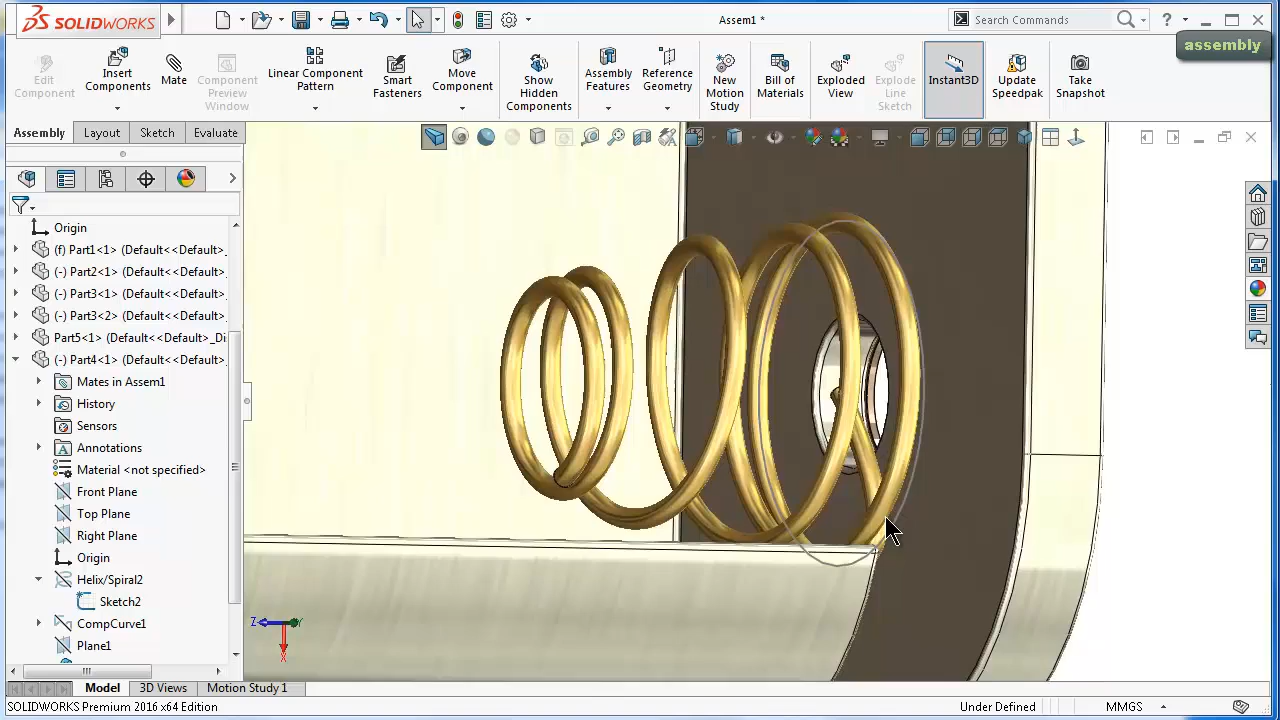 SOLIDWORKS
Assem1 *
Search Commands
assembly
Edit Component
Insert Components
Mate
Component Preview Window
Linear Component Pattern
Smart Fasteners
Move Component
Show Hidden Components
Assembly Features
Reference Geometry
New Motion Study
Bill of Materials
Exploded View
Explode Line Sketch
Instant3D
Update Speedpak
Take Snapshot
Assembly Layout Sketch Evaluate
Origin
(f) Part1<1> (Default<<Default>
(-) Part2<1> (Default<<Default>
(-) Part3<1> (Default<<Default>
(-) Part3<2> (Default<<Default>
Part5<1> (Default<<Default>_Di
(-) Part4<1> (Default<<Default>
Mates in Assem1
History
Sensors
Annotations
Material <not specified>
Front Plane
Top Plane
Right Plane
Origin
Helix/Spiral2
Sketch2
CompCurve1
Plane1
Z
Y
X
Model 3D Views Motion Study 1
SOLIDWORKS Premium 2016 x64 Edition
Under Defined
MMGS